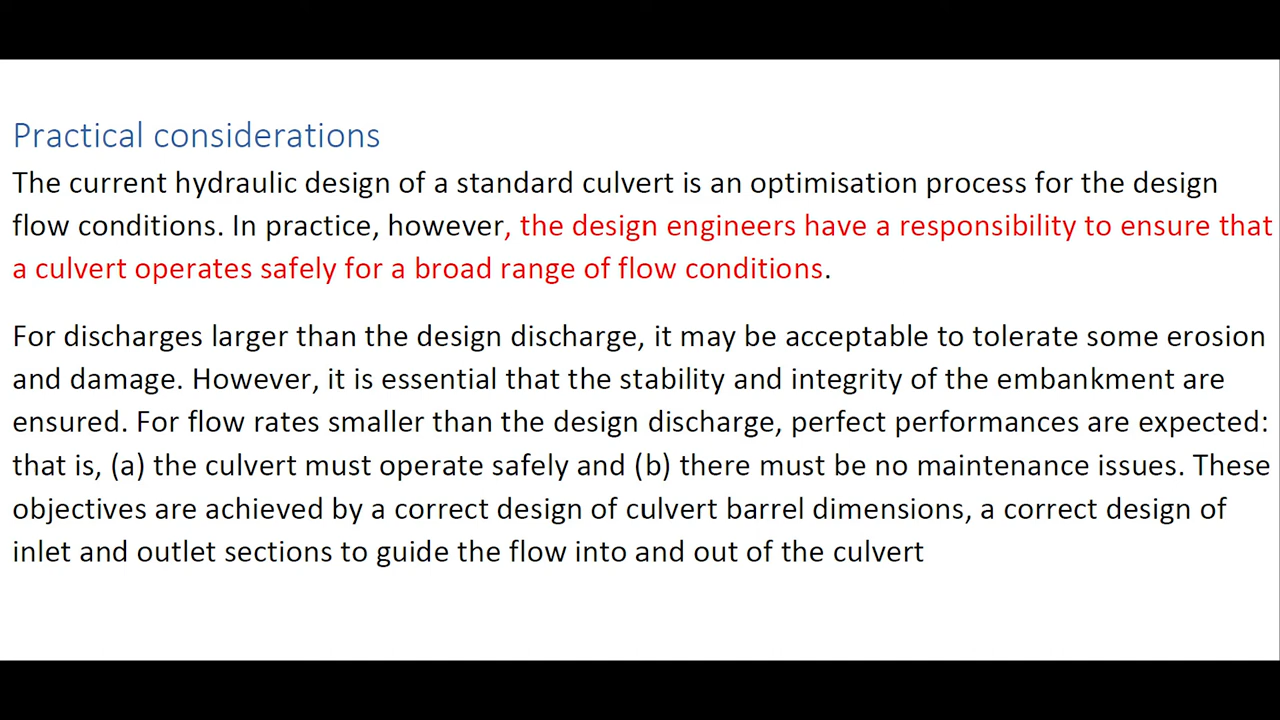 Practical considerations
The current hydraulic design of a standard culvert is an optimisation process for the design
flow conditions. In practice, however, the design engineers have a responsibility to ensure that
a culvert operates safely for a broad range of flow conditions.
For discharges larger than the design discharge, it may be acceptable to tolerate some erosion
and damage. However, it is essential that the stability and integrity of the embankment are
ensured. For flow rates smaller than the design discharge, perfect performances are expected:
that is, (a) the culvert must operate safely and (b) there must be no maintenance issues. These
objectives are achieved by a correct design of culvert barrel dimensions, a correct design of
inlet and outlet sections to guide the flow into and out of the culvert